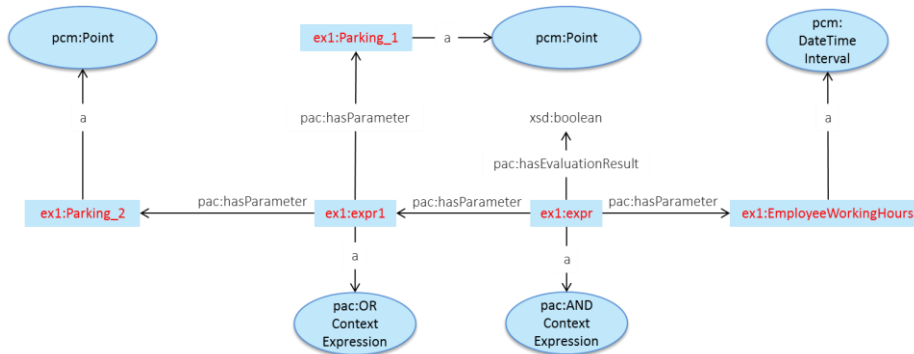 pcm:Point
ex1:Parking_1
a
pcm:Point
pcm:
DateTime
Interval
a
pac:hasParameter
xsd:boolean
a
pac:hasEvaluationResult
ex1:Parking_2
pac:hasParameter
ex1:expr1
pac:hasParameter
ex1:expr
pac:hasParameter
ex1:EmployeeWorkingHours
a
a
pac:OR
Context
Expression
pac:AND
Context
Expression